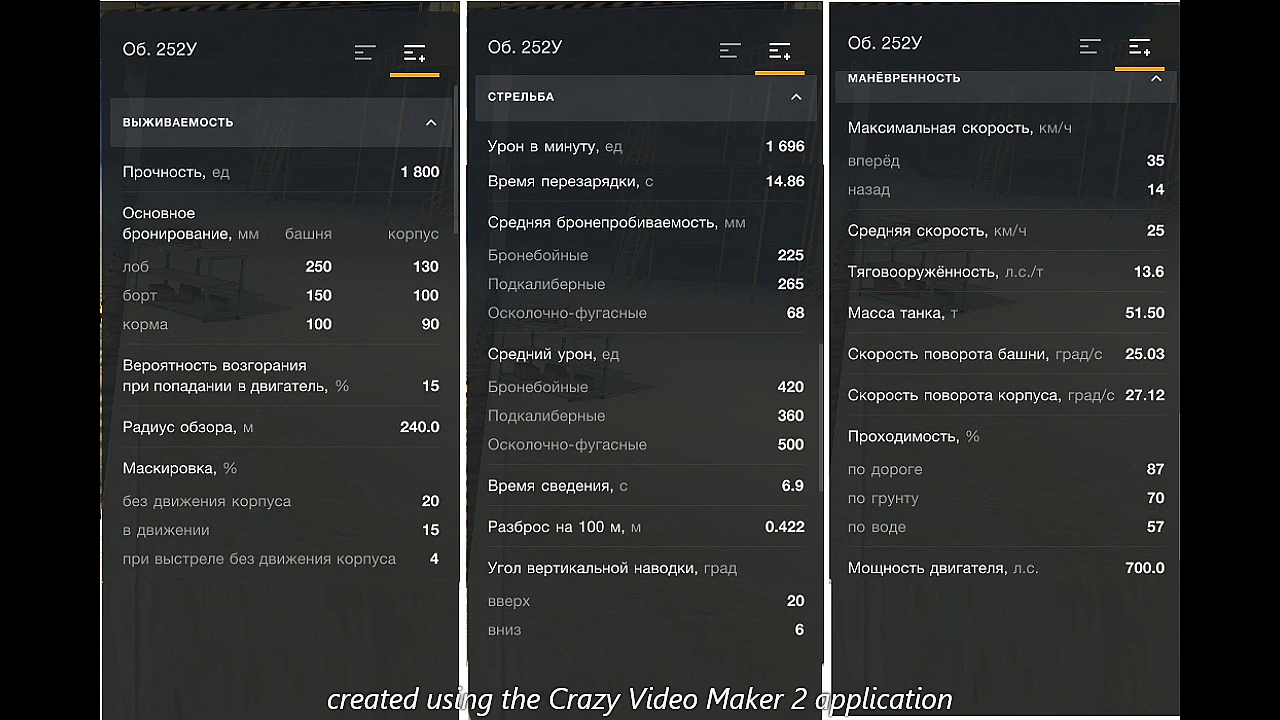 Об. 252У
ВЫЖИВАЕМОСТЬ
Прочность, ед 1 800
Основное
бронирование, мм башня корпус
лоб 250 130
борт 150 100
корма 100 90
Вероятность возгорания
при попадании в двигатель, % 15
Радиус обзора, м 240.0
Маскировка, %
без движения корпуса 20
в движении 15
при выстреле без движения корпуса 4
Об. 252У
СТРЕЛЬБА
Урон в минуту, ед 1 696
Время перезарядки, с 14.86
Средняя бронепробиваемость, мм
Бронебойные 225
Подкалиберные 265
Осколочно-фугасные 68
Средний урон, ед
Бронебойные 420
Подкалиберные 360
Осколочно-фугасные 500
Время сведения, с 6.9
Разброс на 100 м, м 0.422
Угол вертикальной наводки, град
вверх 20
вниз 6
Об. 252У
МАНЁВРЕННОСТЬ
Максимальная скорость, км/ч
вперёд 35
назад 14
Средняя скорость, км/ч 25
Тяговооружённость, л.с./т 13.6
Масса танка, т 51.50
Скорость поворота башни, град/с 25.03
Скорость поворота корпуса, град/с 27.12
Проходимость, %
по дороге 87
по грунту 70
по воде 57
Мощность двигателя, л.с. 700.0
created using the Crazy Video Maker 2 application